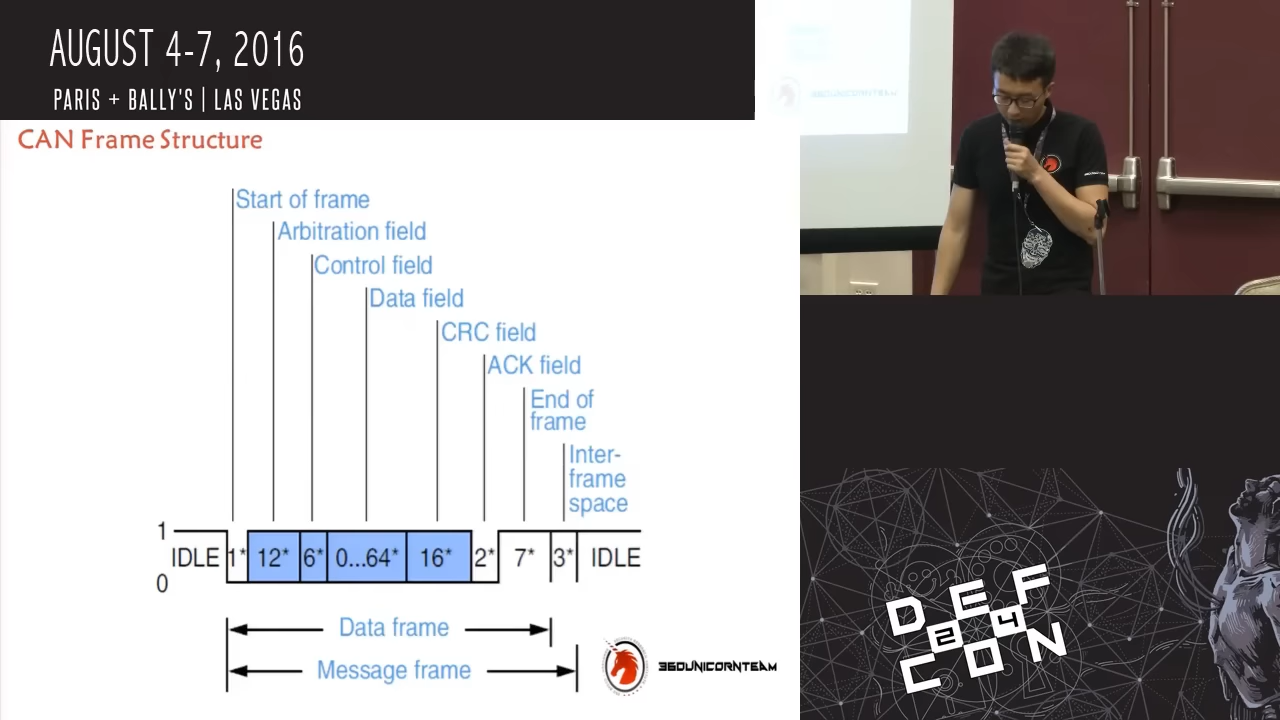 AUGUST 4-7, 2016
PARIS + BALLY'S | LAS VEGAS
CAN Frame Structure
Start of frame
Arbitration field
Control field
Data field
CRC field
ACK field
End of
frame
Inter-
frame
space
1
IDLE 1* 12* 6* 0...64* 16* 2* 7* 3* IDLE
0
Data frame
Message frame
360UNICORNTEAM
360UNICORNTEAM
DEF
24
CON